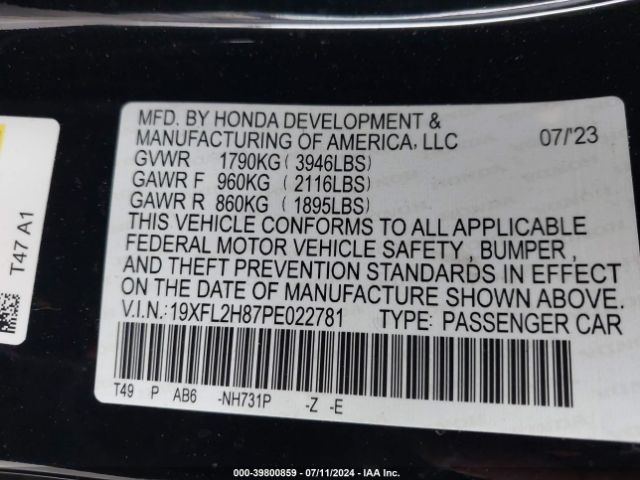 MFD. BY HONDA DEVELOPMENT &
MANUFACTURING OF AMERICA, LLC 07/'23
GVWR 1790KG ( 3946LBS)
GAWR F 960KG ( 2116LBS)
GAWR R 860KG ( 1895LBS)
THIS VEHICLE CONFORMS TO ALL APPLICABLE
FEDERAL MOTOR VEHICLE SAFETY , BUMPER ,
AND THEFT PREVENTION STANDARDS IN EFFECT
ON THE DATE OF MANUFACTURE SHOWN ABOVE.
V.I.N.:19XFL2H87PE022781 TYPE: PASSENGER CAR
T49 P AB6 -NH731P -Z -E
T47 A1
000-39800859 - 07/11/2024 - IAA Inc.